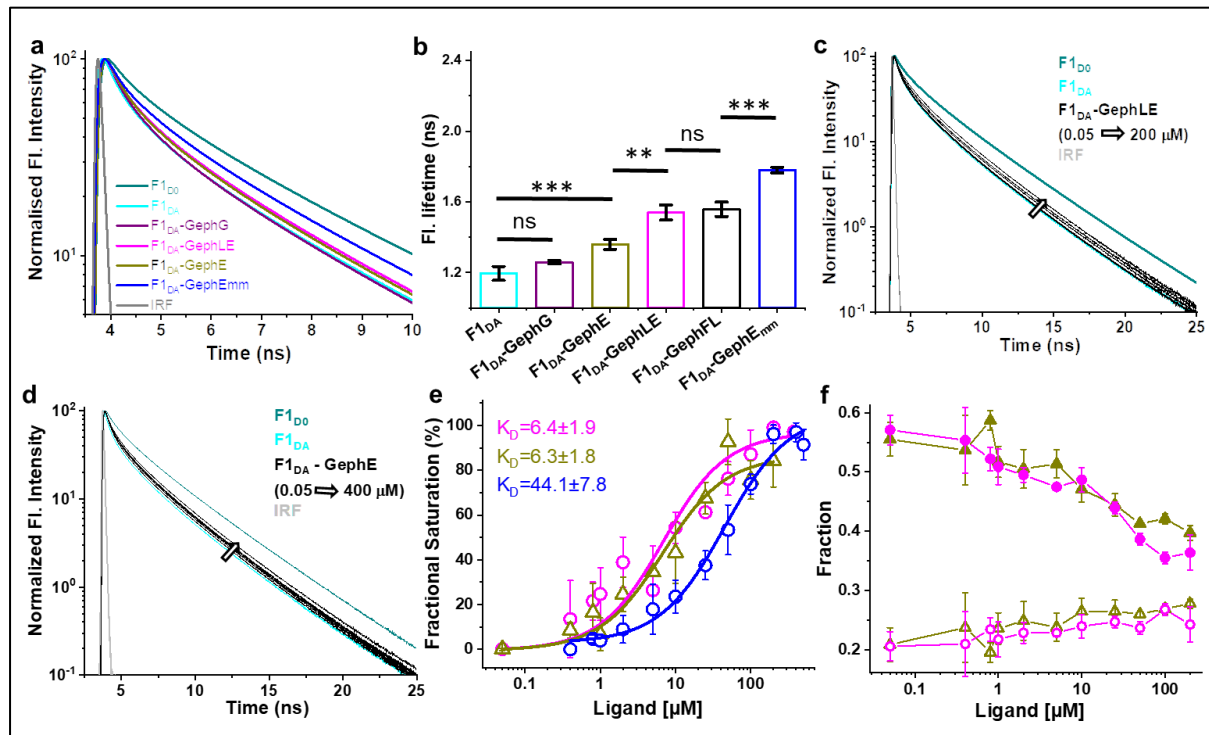 a
Normalised Fl. Intensity
10²
10¹
F1D0
F1DA
F1DA-GephG
F1DA-GephLE
F1DA-GephE
F1DA-GephEmm
IRF
4 5 6 7 8 9 10
Time (ns)
b
Fl. lifetime (ns)
2.4
2.0
1.6
1.2
ns
***
**
ns
***
F1DA
F1DA-GephG
F1DA-GephE
F1DA-GephLE
F1DA-GephFL
F1DA-GephEmm
c
Normalized Fl. Intensity
10²
10¹
10⁰
10⁻¹
F1D0
F1DA
F1DA-GephLE
(0.05 ⇨ 200 µM)
IRF
5 10 15 20 25
Time (ns)
d
Normalized Fl. Intensity
10²
10¹
10⁰
10⁻¹
F1D0
F1DA
F1DA - GephE
(0.05 ⇨ 400 µM)
IRF
5 10 15 20 25
Time (ns)
e
Fractional Saturation (%)
100
80
60
40
20
0
KD=6.4±1.9
KD=6.3±1.8
KD=44.1±7.8
0.1 1 10 100
Ligand [µM]
f
Fraction
0.6
0.5
0.4
0.3
0.2
0.1 1 10 100
Ligand [µM]